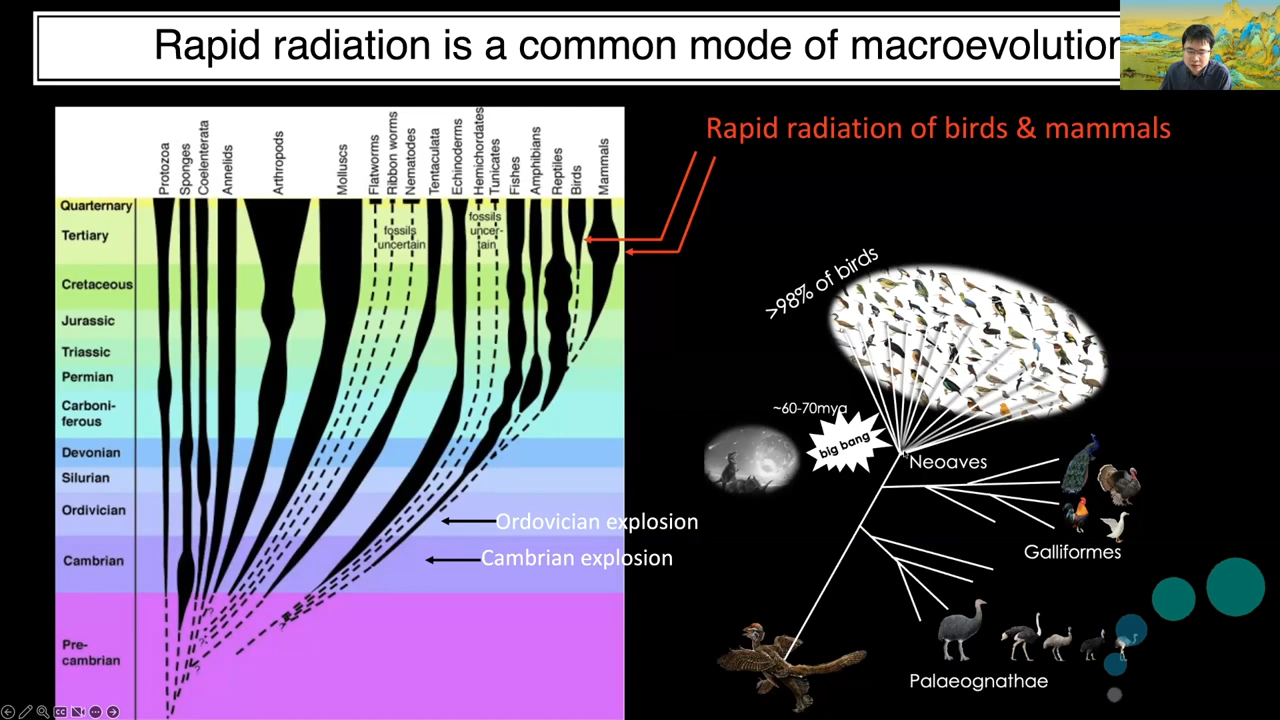 Rapid radiation is a common mode of macroevolution
Rapid radiation of birds & mammals
Protozoa
Sponges
Coelenterata
Annelids
Arthropods
Molluscs
Flatworms
Ribbon worms
Nematodes
Tentaculata
Echinoderms
Hemichordates
Tunicates
Fishes
Amphibians
Reptiles
Birds
Mammals
Quarternary
Tertiary
Cretaceous
Jurassic
Triassic
Permian
Carboni-
ferous
Devonian
Silurian
Ordivician
Cambrian
Pre-
cambrian
fossils
uncertain
fossils
uncer-
tain
?
?
Ordovician explosion
Cambrian explosion
>98% of birds
~60-70mya
big bang
Neoaves
Galliformes
Palaeognathae
CC